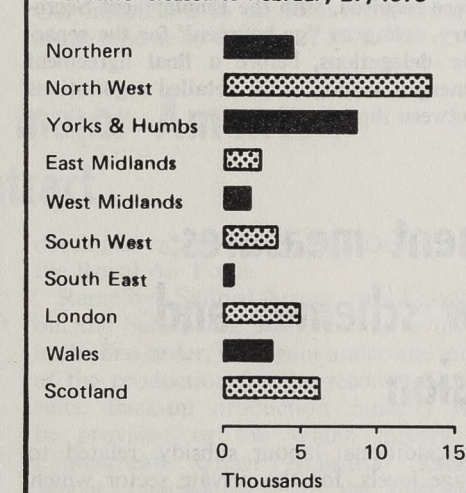 Northern
North West
Yorks & Humbs
East Midlands
West Midlands
South West
South East
London
Wales
Scotland
0 5 10 15
Thousands